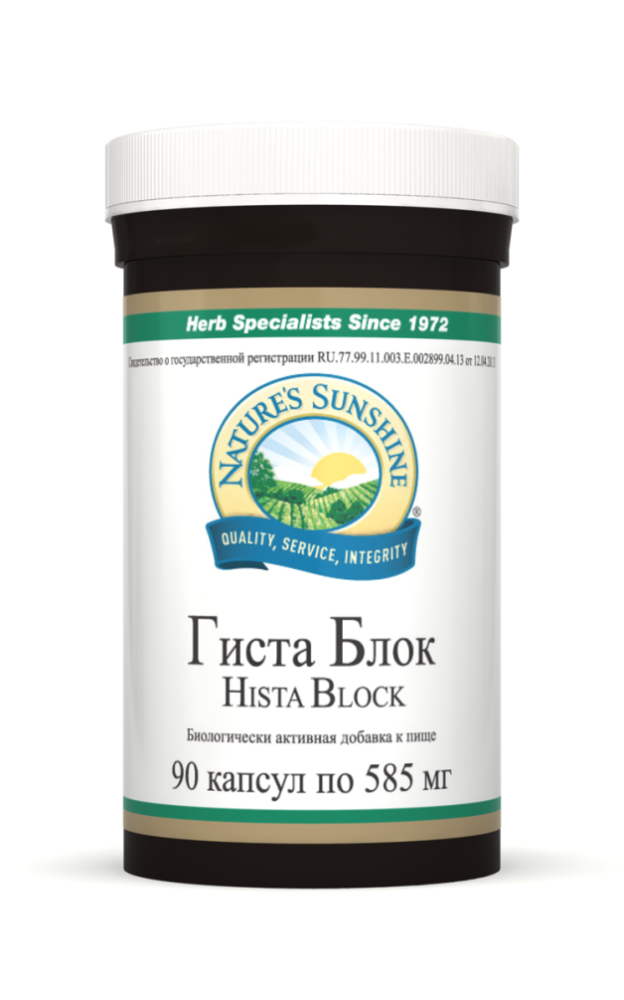 Herb Specialists Since 1972
Свидетельство о государственной регистрации RU.77.99.11.003.E.002899.04.13 от 12.04.2013
NATURE'S SUNSHINE
®
QUALITY, SERVICE, INTEGRITY
Гиста Блок
HISTA BLOCK
Биологически активная добавка к пище
90 капсул по 585 мг